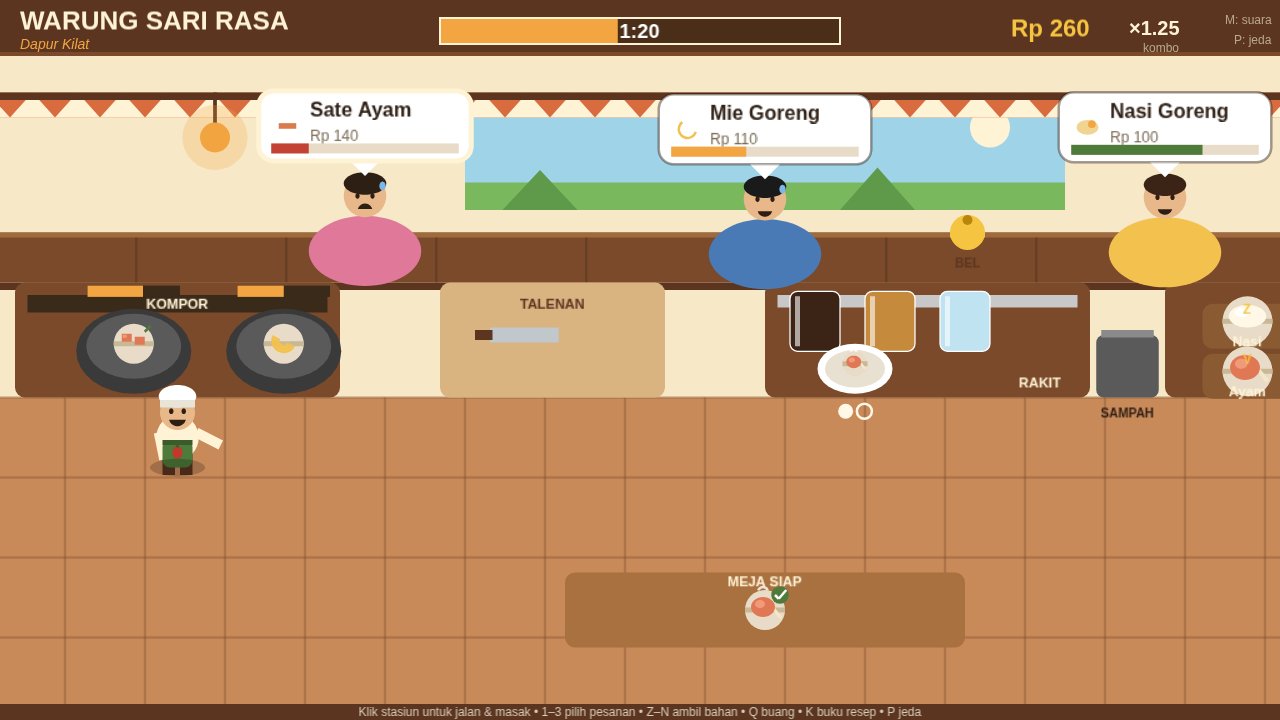 WARUNG SARI RASA
Dapur Kilat
1:20
Rp 260
×1.25
kombo
M: suara
P: jeda
Sate Ayam
Rp 140
Mie Goreng
Rp 110
Nasi Goreng
Rp 100
BEL
KOMPOR
TALENAN
RAKIT
SAMPAH
Z
Nasi
Ayam
MEJA SIAP
Klik stasiun untuk jalan & masak • 1–3 pilih pesanan • Z–N ambil bahan • Q buang • K buku resep • P jeda